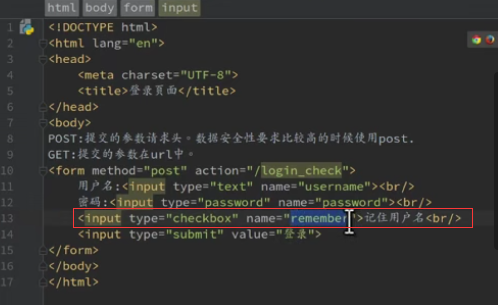 html body form input
1 <!DOCTYPE html>
2 <html lang="en">
3 <head>
4 <meta charset="UTF-8">
5 <title>登录页面</title>
6 </head>
7 <body>
8 POST:提交的参数请求头。数据安全性要求比较高的时候使用post.
9 GET:提交的参数在url中。
10 <form method="post" action="/login_check">
11 用户名:<input type="text" name="username"><br/>
12 密码:<input type="password" name="password"><br/>
13 <input type="checkbox" name="remember">记住用户名<br/>
14 <input type="submit" value="登录">
15 </form>
16 </body>
17 </html>